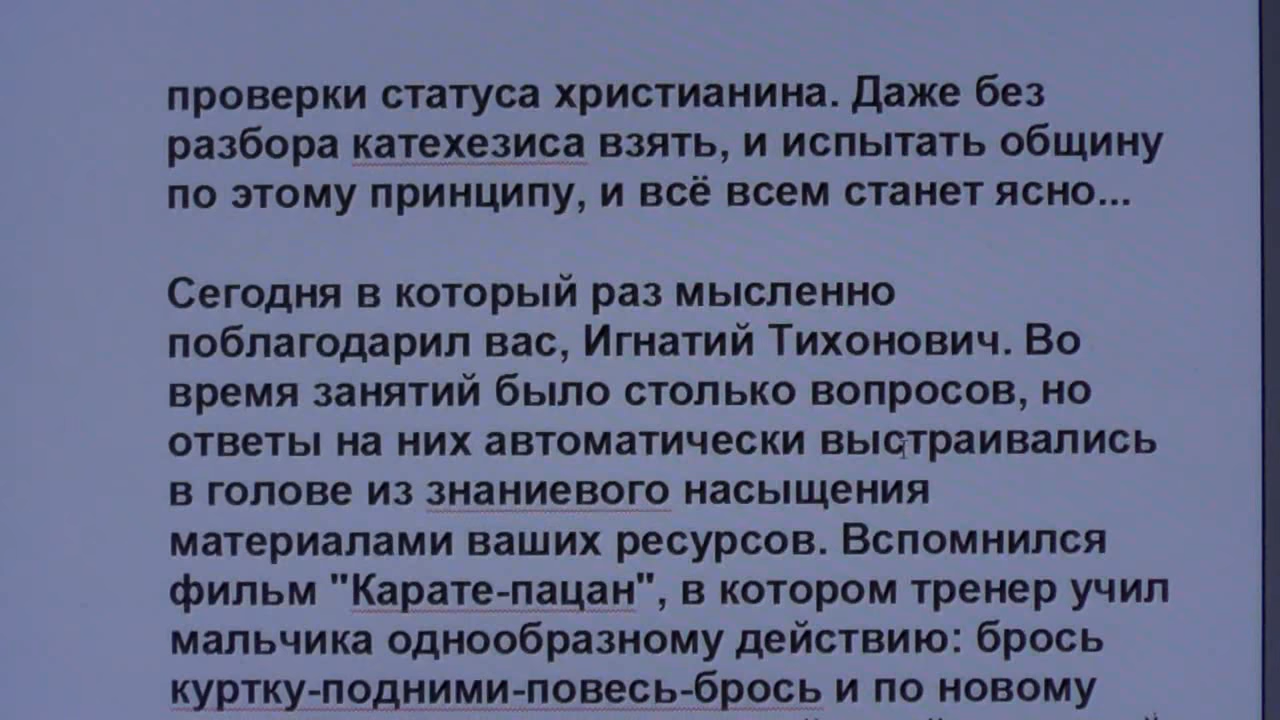 проверки статуса христианина. Даже без
разбора катехезиса взять, и испытать общину
по этому принципу, и всё всем станет ясно...
Сегодня в который раз мысленно
поблагодарил вас, Игнатий Тихонович. Во
время занятий было столько вопросов, но
ответы на них автоматически выстраивались
в голове из знаниевого насыщения
материалами ваших ресурсов. Вспомнился
фильм "Карате-пацан", в котором тренер учил
мальчика однообразному действию: брось
куртку-подними-повесь-брось и по новому